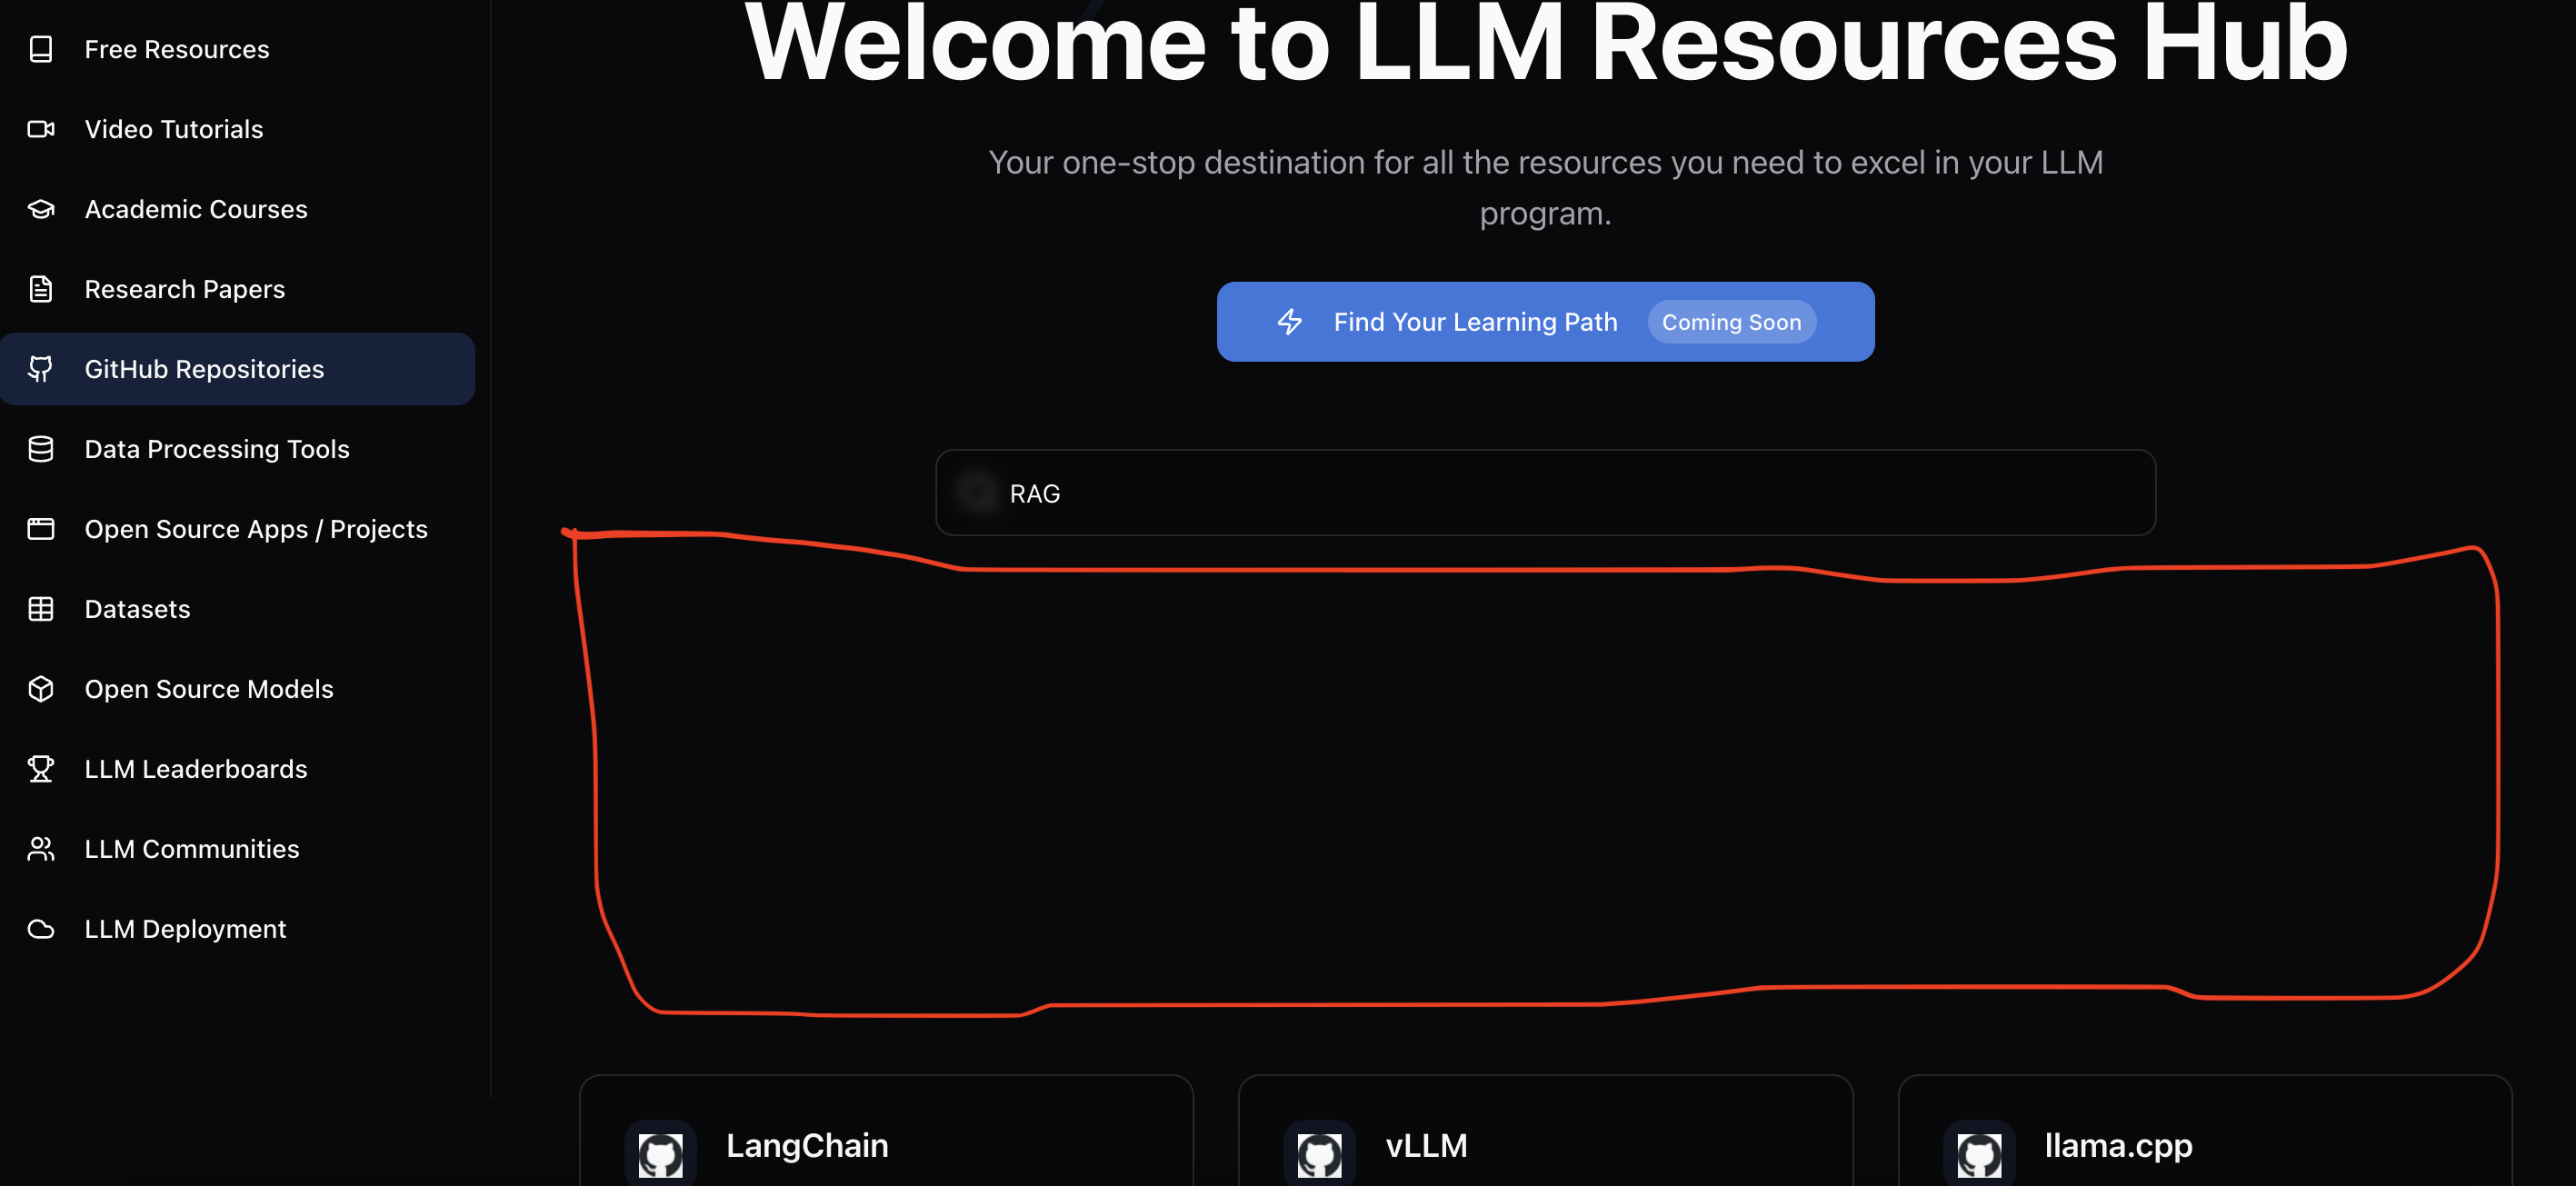 Free Resources
Video Tutorials
Academic Courses
Research Papers
GitHub Repositories
Data Processing Tools
Open Source Apps / Projects
Datasets
Open Source Models
LLM Leaderboards
LLM Communities
LLM Deployment
Welcome to LLM Resources Hub
Your one-stop destination for all the resources you need to excel in your LLM
program.
Find Your Learning Path Coming Soon
RAG
LangChain
vLLM
llama.cpp